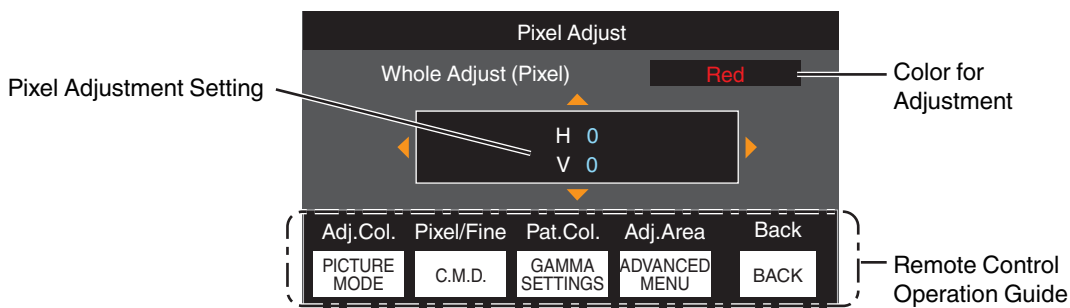 Pixel Adjust
Whole Adjust (Pixel) Red
Pixel Adjustment Setting
Color for
Adjustment
H 0
V 0
Adj.Col. Pixel/Fine Pat.Col. Adj.Area Back
PICTURE
MODE
C.M.D.
GAMMA
SETTINGS
ADVANCED
MENU
BACK
Remote Control
Operation Guide